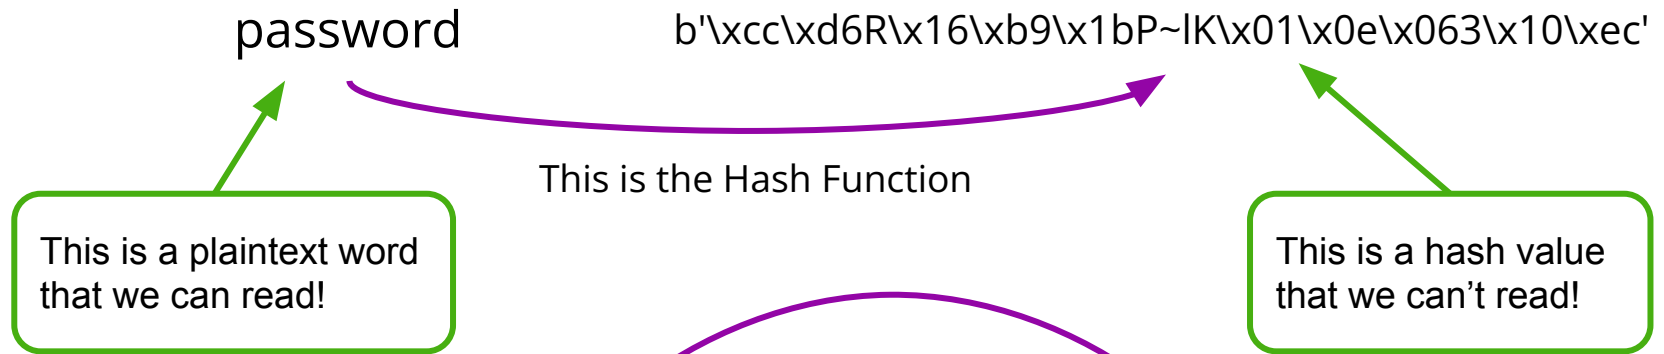 password
b'\xcc\xd6R\x16\xb9\x1bP~lK\x01\x0e\x063\x10\xec'
This is the Hash Function
This is a plaintext word
that we can read!
This is a hash value
that we can’t read!